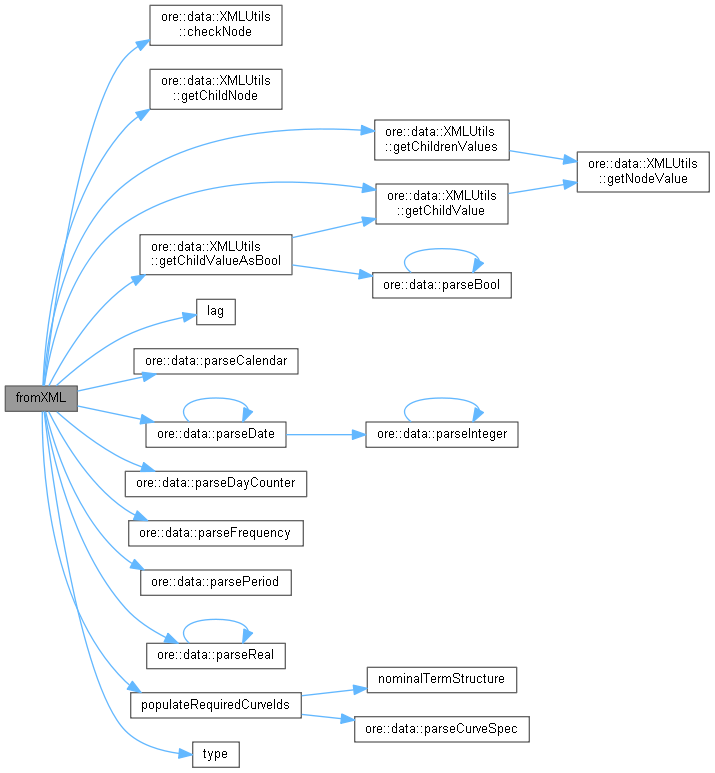 ore::data::XMLUtils
::checkNode
ore::data::XMLUtils
::getChildNode
ore::data::XMLUtils
::getChildrenValues
ore::data::XMLUtils
::getNodeValue
ore::data::XMLUtils
::getChildValue
ore::data::XMLUtils
::getChildValueAsBool
ore::data::parseBool
lag
ore::data::parseCalendar
fromXML
ore::data::parseDate
ore::data::parseInteger
ore::data::parseDayCounter
ore::data::parseFrequency
ore::data::parsePeriod
ore::data::parseReal
nominalTermStructure
populateRequiredCurveIds
ore::data::parseCurveSpec
type